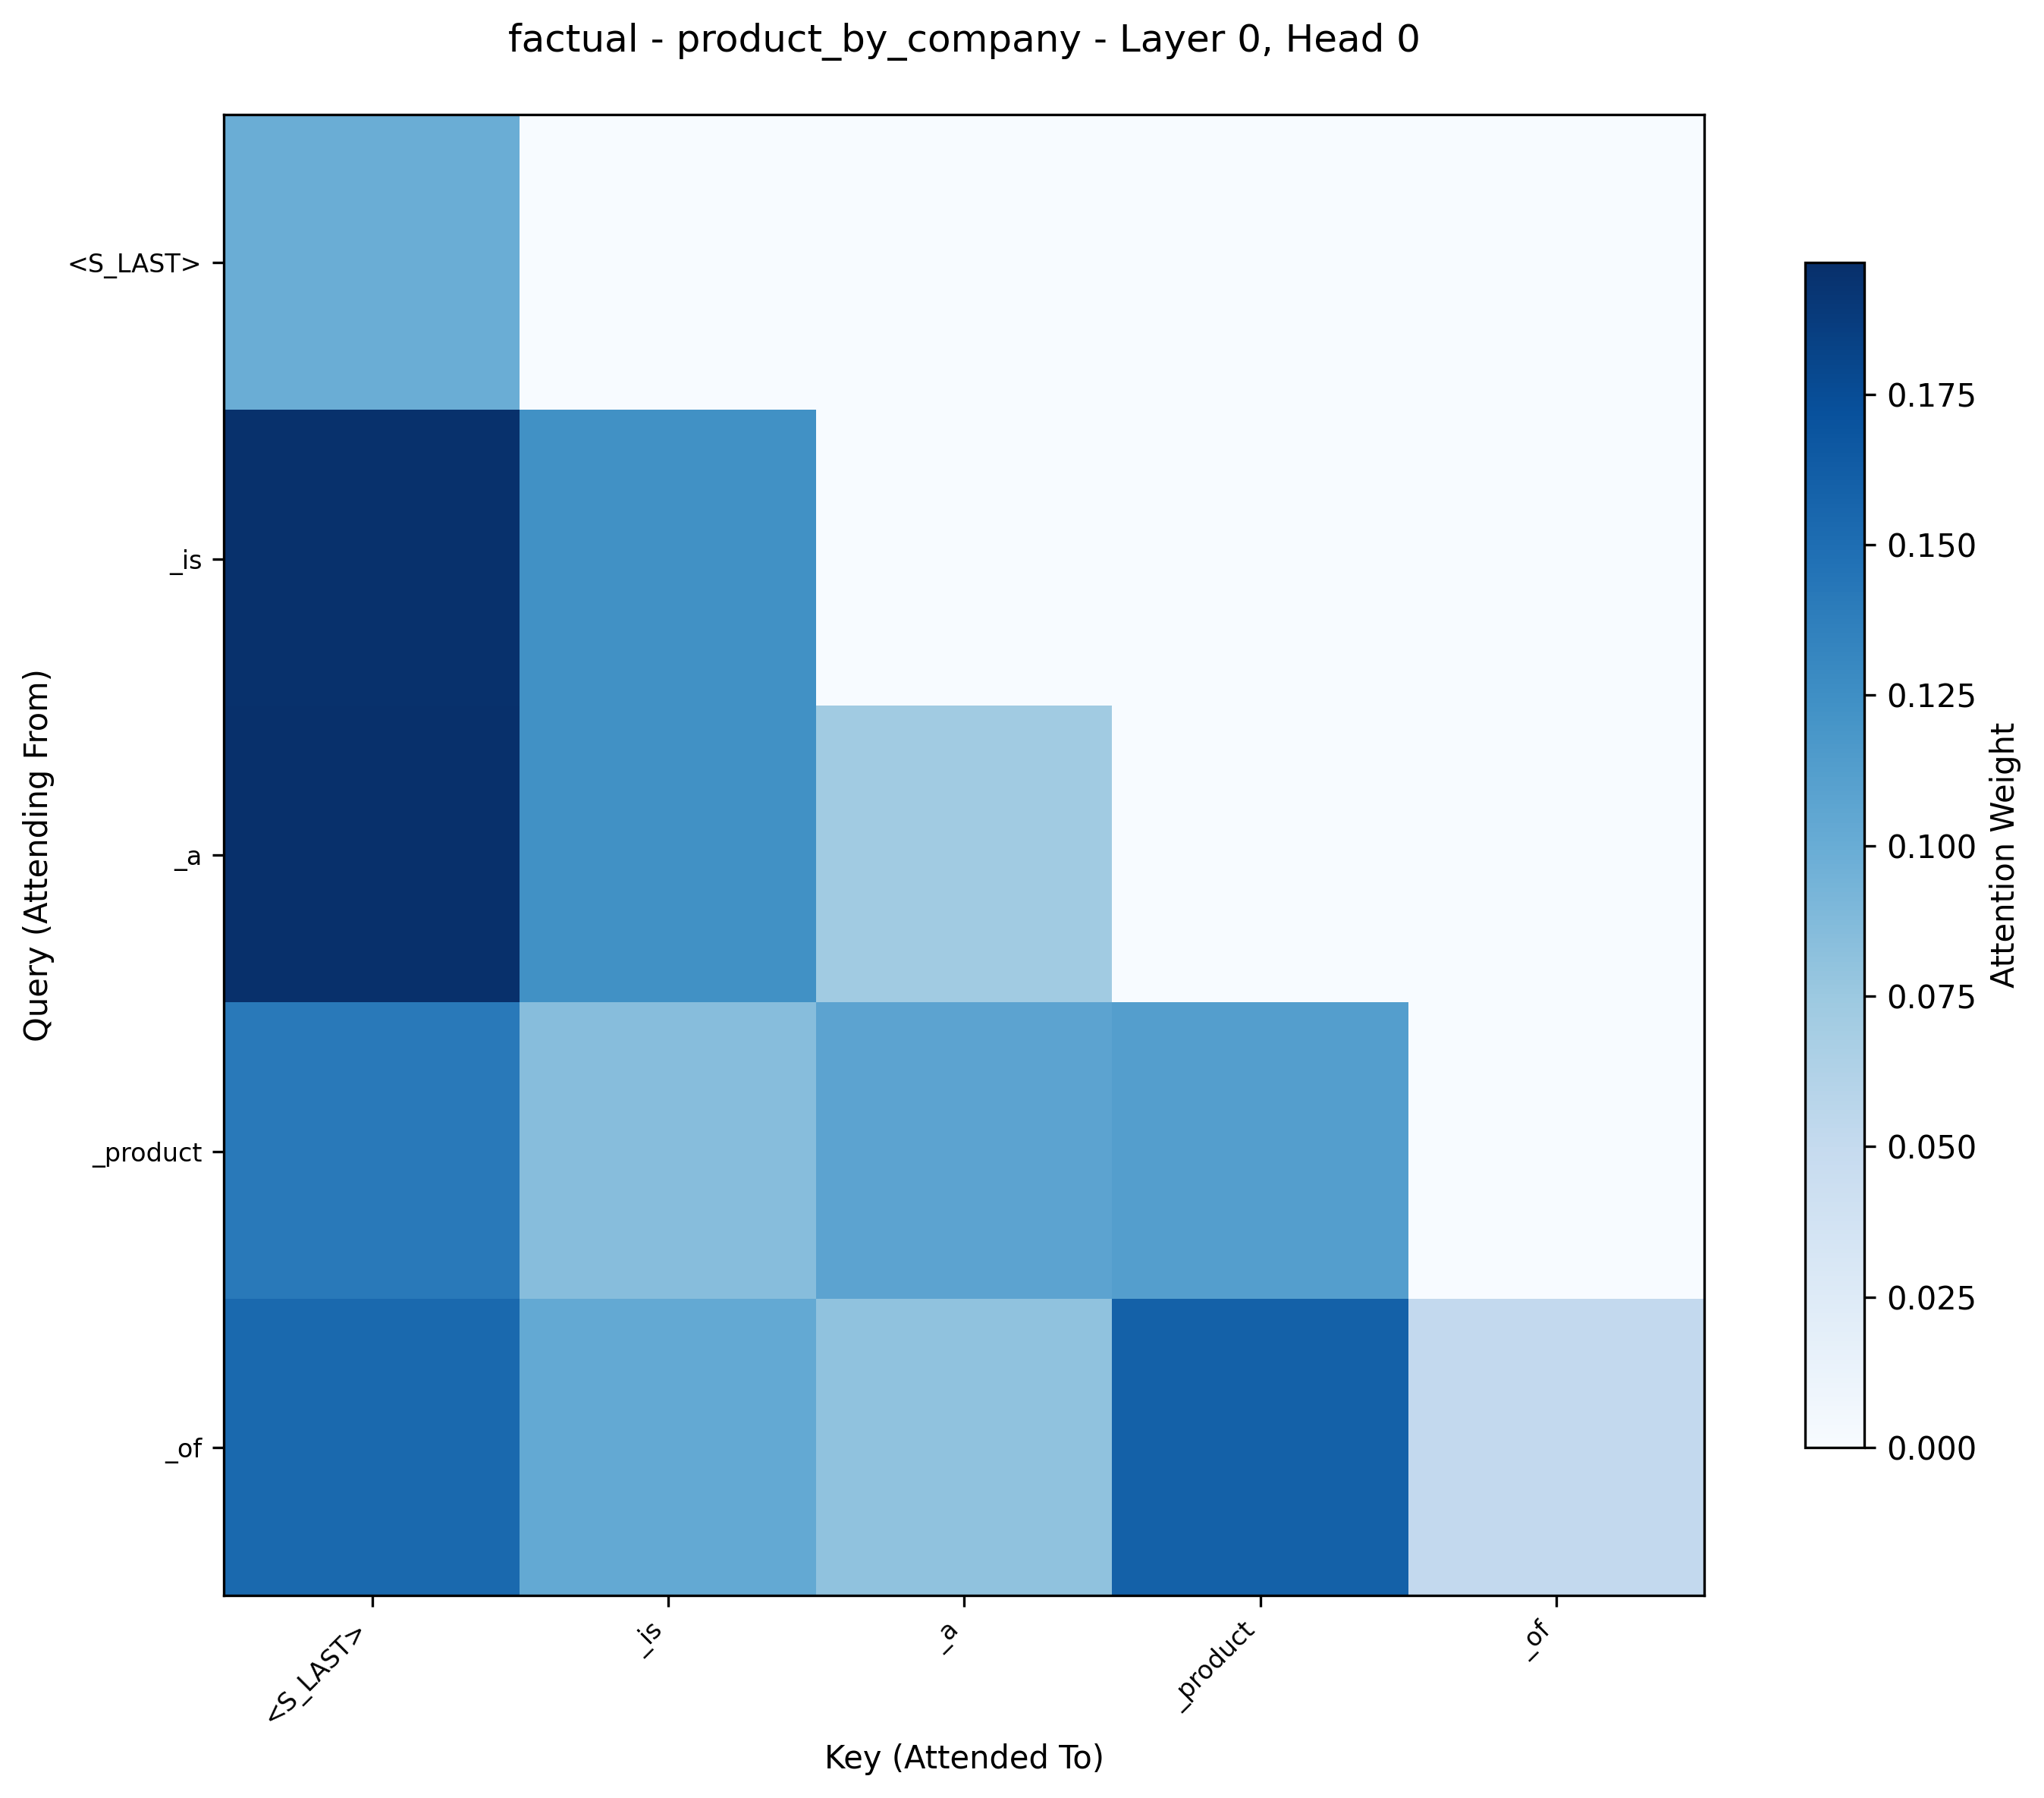 factual - product_by_company - Layer 0, Head 0
Query (Attending From)
<S_LAST>
_is
_a
_product
_of
<S_LAST>
_is
_a
_product
_of
Key (Attended To)
0.175
0.150
0.125
0.100
0.075
0.050
0.025
0.000
Attention Weight